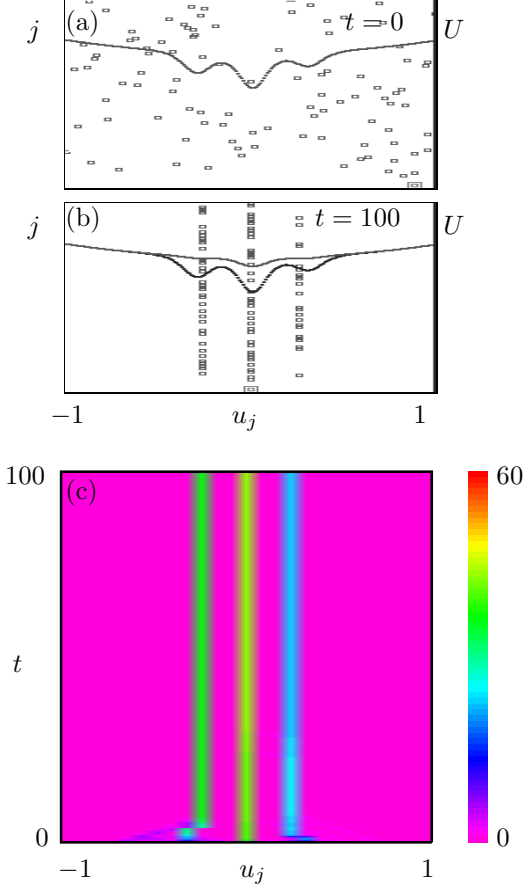 j (a) t = 0 U
j (b) t = 100 U
−1 u_j 1
100 (c) 60
t
0 0
−1 u_j 1